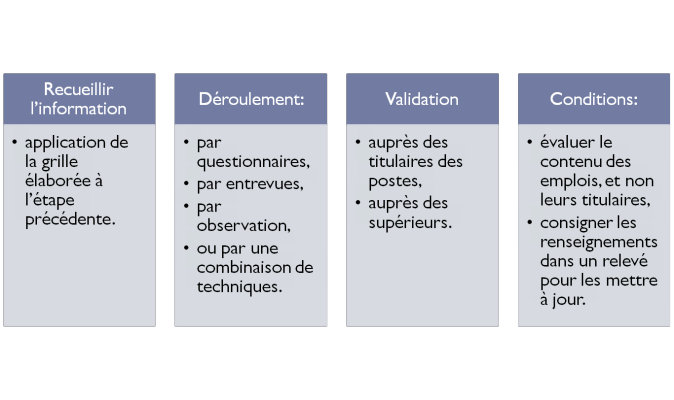 Recueillir
l'information
• application de
la grille
élaborée à
l'étape
précédente.
Déroulement:
• par
questionnaires,
• par entrevues,
• par
observation,
• ou par une
combinaison de
techniques.
Validation
• auprès des
titulaires des
postes,
• auprès des
supérieurs.
Conditions:
• évaluer le
contenu des
emplois, et non
leurs titulaires,
• consigner les
renseignements
dans un relevé
pour les mettre
à jour.